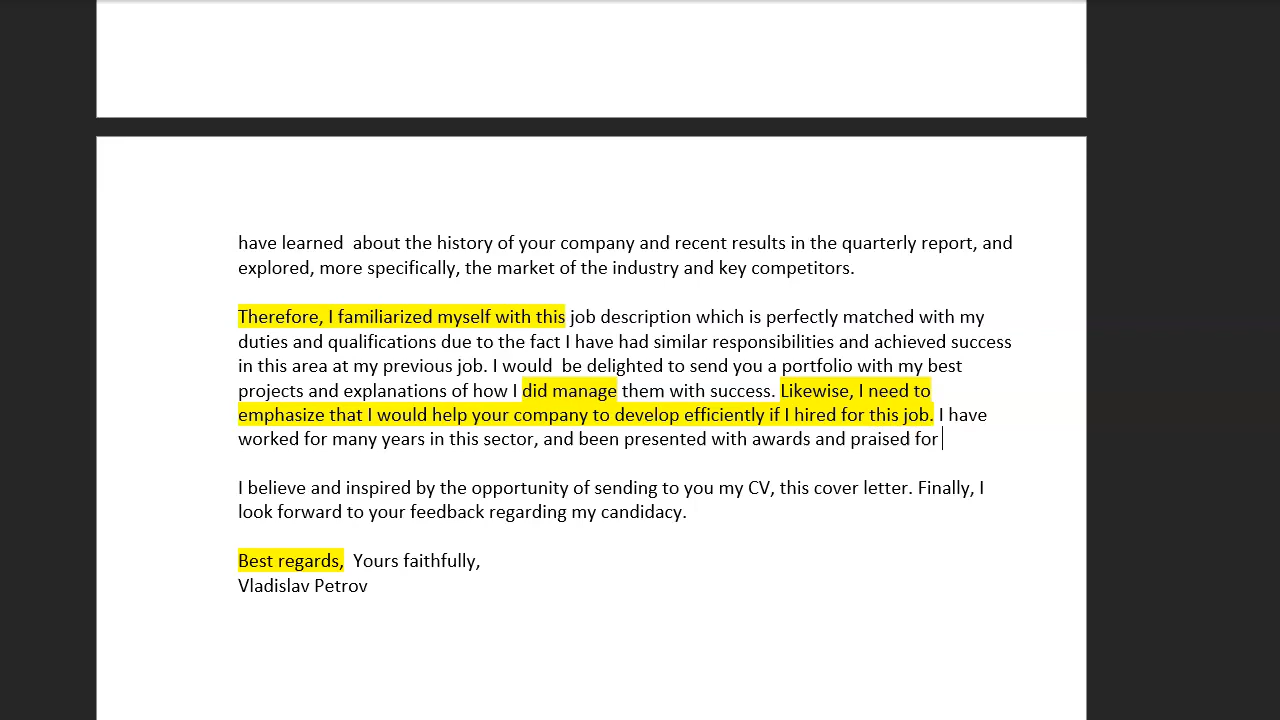 have learned  about the history of your company and recent results in the quarterly report, and
explored, more specifically, the market of the industry and key competitors.
Therefore, I familiarized myself with this job description which is perfectly matched with my
duties and qualifications due to the fact I have had similar responsibilities and achieved success
in this area at my previous job. I would  be delighted to send you a portfolio with my best
projects and explanations of how I did manage them with success. Likewise, I need to
emphasize that I would help your company to develop efficiently if I hired for this job. I have
worked for many years in this sector, and been presented with awards and praised for
I believe and inspired by the opportunity of sending to you my CV, this cover letter. Finally, I
look forward to your feedback regarding my candidacy.
Best regards,  Yours faithfully,
Vladislav Petrov